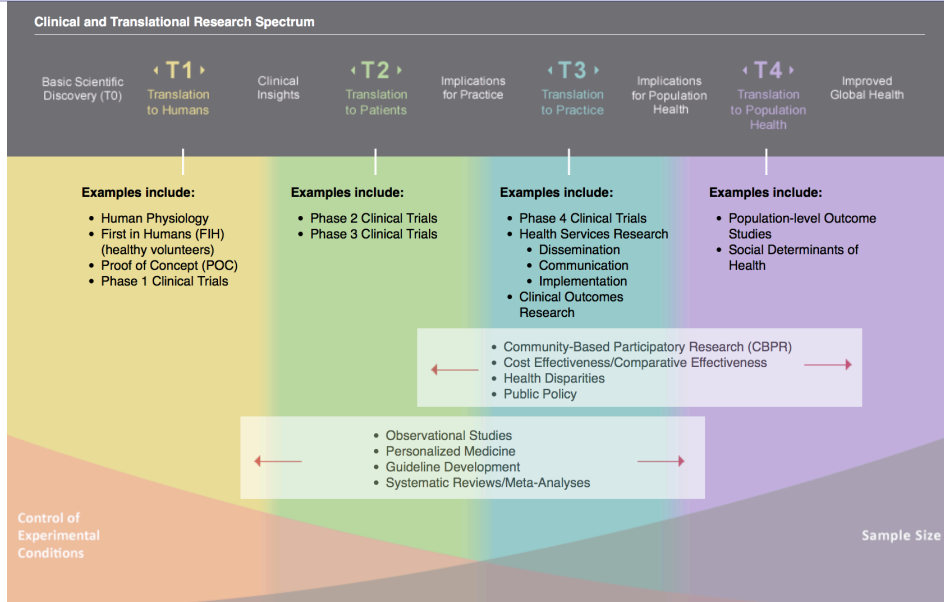 Clinical and Translational Research Spectrum
Basic Scientific
Discovery (T0)
T1
Translation
to Humans
Clinical
Insights
T2
Translation
to Patients
Implications
for Practice
T3
Translation
to Practice
Implications
for Population
Health
T4
Translation
to Population
Health
Improved
Global Health
Examples include:
• Human Physiology
• First in Humans (FIH)
(healthy volunteers)
• Proof of Concept (POC)
• Phase 1 Clinical Trials
Examples include:
• Phase 2 Clinical Trials
• Phase 3 Clinical Trials
Examples include:
• Phase 4 Clinical Trials
• Health Services Research
• Dissemination
• Communication
• Implementation
• Clinical Outcomes
Research
Examples include:
• Population-level Outcome
Studies
• Social Determinants of
Health
• Community-Based Participatory Research (CBPR)
• Cost Effectiveness/Comparative Effectiveness
• Health Disparities
• Public Policy
• Observational Studies
• Personalized Medicine
• Guideline Development
• Systematic Reviews/Meta-Analyses
Control of
Experimental
Conditions
Sample Size